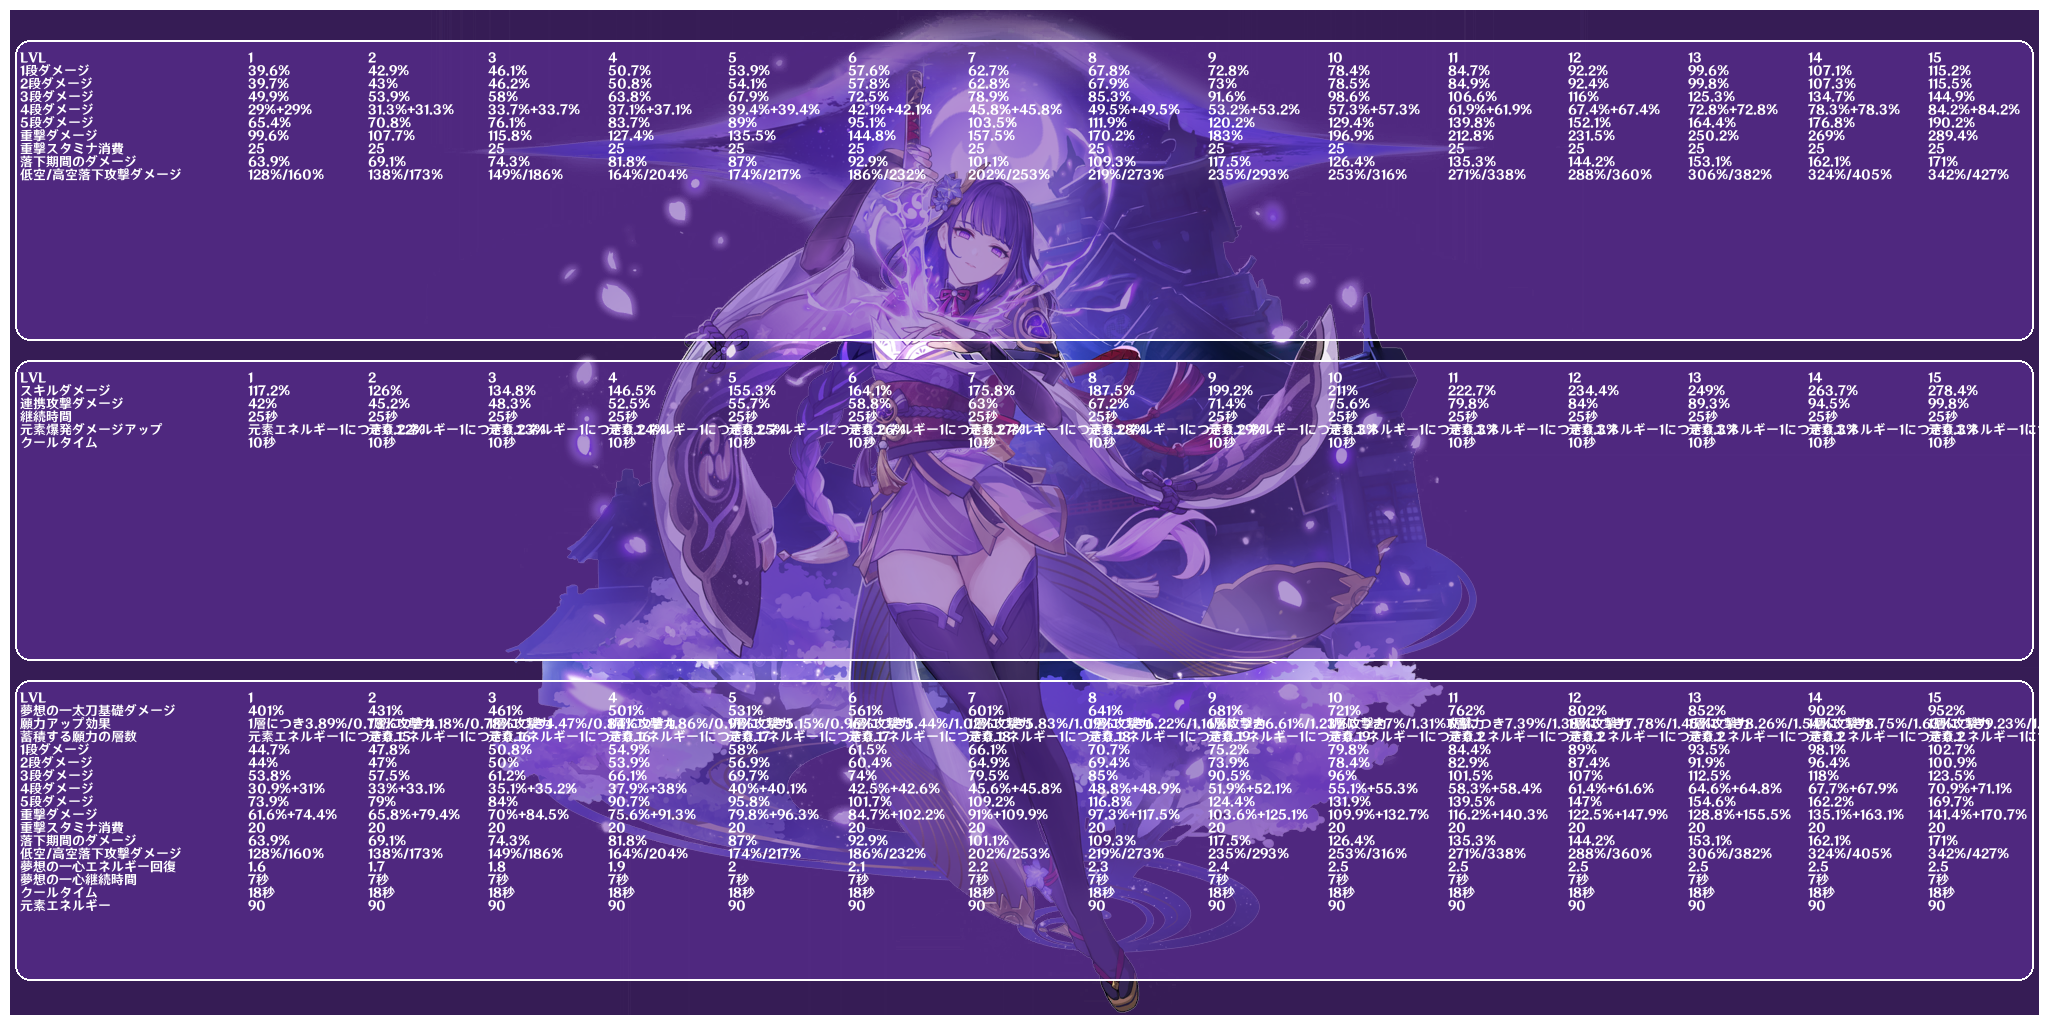 LVL 1 2 3 4 5 6 7 8 9 10 11 12 13 14 15
1段ダメージ 39.6% 42.9% 46.1% 50.7% 53.9% 57.6% 62.7% 67.8% 72.8% 78.4% 84.7% 92.2% 99.6% 107.1% 115.2%
2段ダメージ 39.7% 43% 46.2% 50.8% 54.1% 57.8% 62.8% 67.9% 73% 78.5% 84.9% 92.4% 99.8% 107.3% 115.5%
3段ダメージ 49.9% 53.9% 58% 63.8% 67.9% 72.5% 78.9% 85.3% 91.6% 98.6% 106.6% 116% 125.3% 134.7% 144.9%
4段ダメージ 29%+29% 31.3%+31.3% 33.7%+33.7% 37.1%+37.1% 39.4%+39.4% 42.1%+42.1% 45.8%+45.8% 49.5%+49.5% 53.2%+53.2% 57.3%+57.3% 61.9%+61.9% 67.4%+67.4% 72.8%+72.8% 78.3%+78.3% 84.2%+84.2%
5段ダメージ 65.4% 70.8% 76.1% 83.7% 89% 95.1% 103.5% 111.9% 120.2% 129.4% 139.8% 152.1% 164.4% 176.8% 190.2%
重撃ダメージ 99.6% 107.7% 115.8% 127.4% 135.5% 144.8% 157.5% 170.2% 183% 196.9% 212.8% 231.5% 250.2% 269% 289.4%
重撃スタミナ消費 25 25 25 25 25 25 25 25 25 25 25 25 25 25 25
落下期間のダメージ 63.9% 69.1% 74.3% 81.8% 87% 92.9% 101.1% 109.3% 117.5% 126.4% 135.3% 144.2% 153.1% 162.1% 171%
低空/高空落下攻撃ダメージ 128%/160% 138%/173% 149%/186% 164%/204% 174%/217% 186%/232% 202%/253% 219%/273% 235%/293% 253%/316% 271%/338% 288%/360% 306%/382% 324%/405% 342%/427%
LVL 1 2 3 4 5 6 7 8 9 10 11 12 13 14 15
スキルダメージ 117.2% 126% 134.8% 146.5% 155.3% 164.1% 175.8% 187.5% 199.2% 211% 222.7% 234.4% 249% 263.7% 278.4%
連携攻撃ダメージ 42% 45.2% 48.3% 52.5% 55.7% 58.8% 63% 67.2% 71.4% 75.6% 79.8% 84% 89.3% 94.5% 99.8%
継続時間 25秒 25秒 25秒 25秒 25秒 25秒 25秒 25秒 25秒 25秒 25秒 25秒 25秒 25秒 25秒
元素爆発ダメージアップ 元素エネルギー1につき
クールタイム 10秒 10秒 10秒 10秒 10秒 10秒 10秒 10秒 10秒 10秒 10秒 10秒 10秒 10秒 10秒
LVL 1 2 3 4 5 6 7 8 9 10 11 12 13 14 15
夢想の一太刀基礎ダメージ 401% 431% 461% 501% 531% 561% 601% 641% 681% 721% 762% 802% 852% 902% 952%
願力アップ効果 1層につき3.89%
蓄積する願力の層数 元素エネルギー1につき
1段ダメージ 44.7% 47.8% 50.8% 54.9% 58% 61.5% 66.1% 70.7% 75.2% 79.8% 84.4% 89% 93.5% 98.1% 102.7%
2段ダメージ 44% 47% 50% 53.9% 56.9% 60.4% 64.9% 69.4% 73.9% 78.4% 82.9% 87.4% 91.9% 96.4% 100.9%
3段ダメージ 53.8% 57.5% 61.2% 66.1% 69.7% 74% 79.5% 85% 90.5% 96% 101.5% 107% 112.5% 118% 123.5%
4段ダメージ 30.9%+31% 33%+33.1% 35.1%+35.2% 37.9%+38% 40%+40.1% 42.5%+42.6% 45.6%+45.8% 48.8%+48.9% 51.9%+52.1% 55.1%+55.3% 58.3%+58.4% 61.4%+61.6% 64.6%+64.8% 67.7%+67.9% 70.9%+71.1%
5段ダメージ 73.9% 79% 84% 90.7% 95.8% 101.7% 109.2% 116.8% 124.4% 131.9% 139.5% 147% 154.6% 162.2% 169.7%
重撃ダメージ 61.6%+74.4% 65.8%+79.4% 70%+84.5% 75.6%+91.3% 79.8%+96.3% 84.7%+102.2% 91%+109.9% 97.3%+117.5% 103.6%+125.1% 109.9%+132.7% 116.2%+140.3% 122.5%+147.9% 128.8%+155.5% 135.1%+163.1% 141.4%+170.7%
重撃スタミナ消費 20 20 20 20 20 20 20 20 20 20 20 20 20 20 20
落下期間のダメージ 63.9% 69.1% 74.3% 81.8% 87% 92.9% 101.1% 109.3% 117.5% 126.4% 135.3% 144.2% 153.1% 162.1% 171%
低空/高空落下攻撃ダメージ 128%/160% 138%/173% 149%/186% 164%/204% 174%/217% 186%/232% 202%/253% 219%/273% 235%/293% 253%/316% 271%/338% 288%/360% 306%/382% 324%/405% 342%/427%
夢想の一心エネルギー回復 1.6 1.7 1.8 1.9 2 2.1 2.2 2.3 2.4 2.5 2.5 2.5 2.5 2.5 2.5
夢想の一心継続時間 7秒 7秒 7秒 7秒 7秒 7秒 7秒 7秒 7秒 7秒 7秒 7秒 7秒 7秒 7秒
クールタイム 18秒 18秒 18秒 18秒 18秒 18秒 18秒 18秒 18秒 18秒 18秒 18秒 18秒 18秒 18秒
元素エネルギー 90 90 90 90 90 90 90 90 90 90 90 90 90 90 90